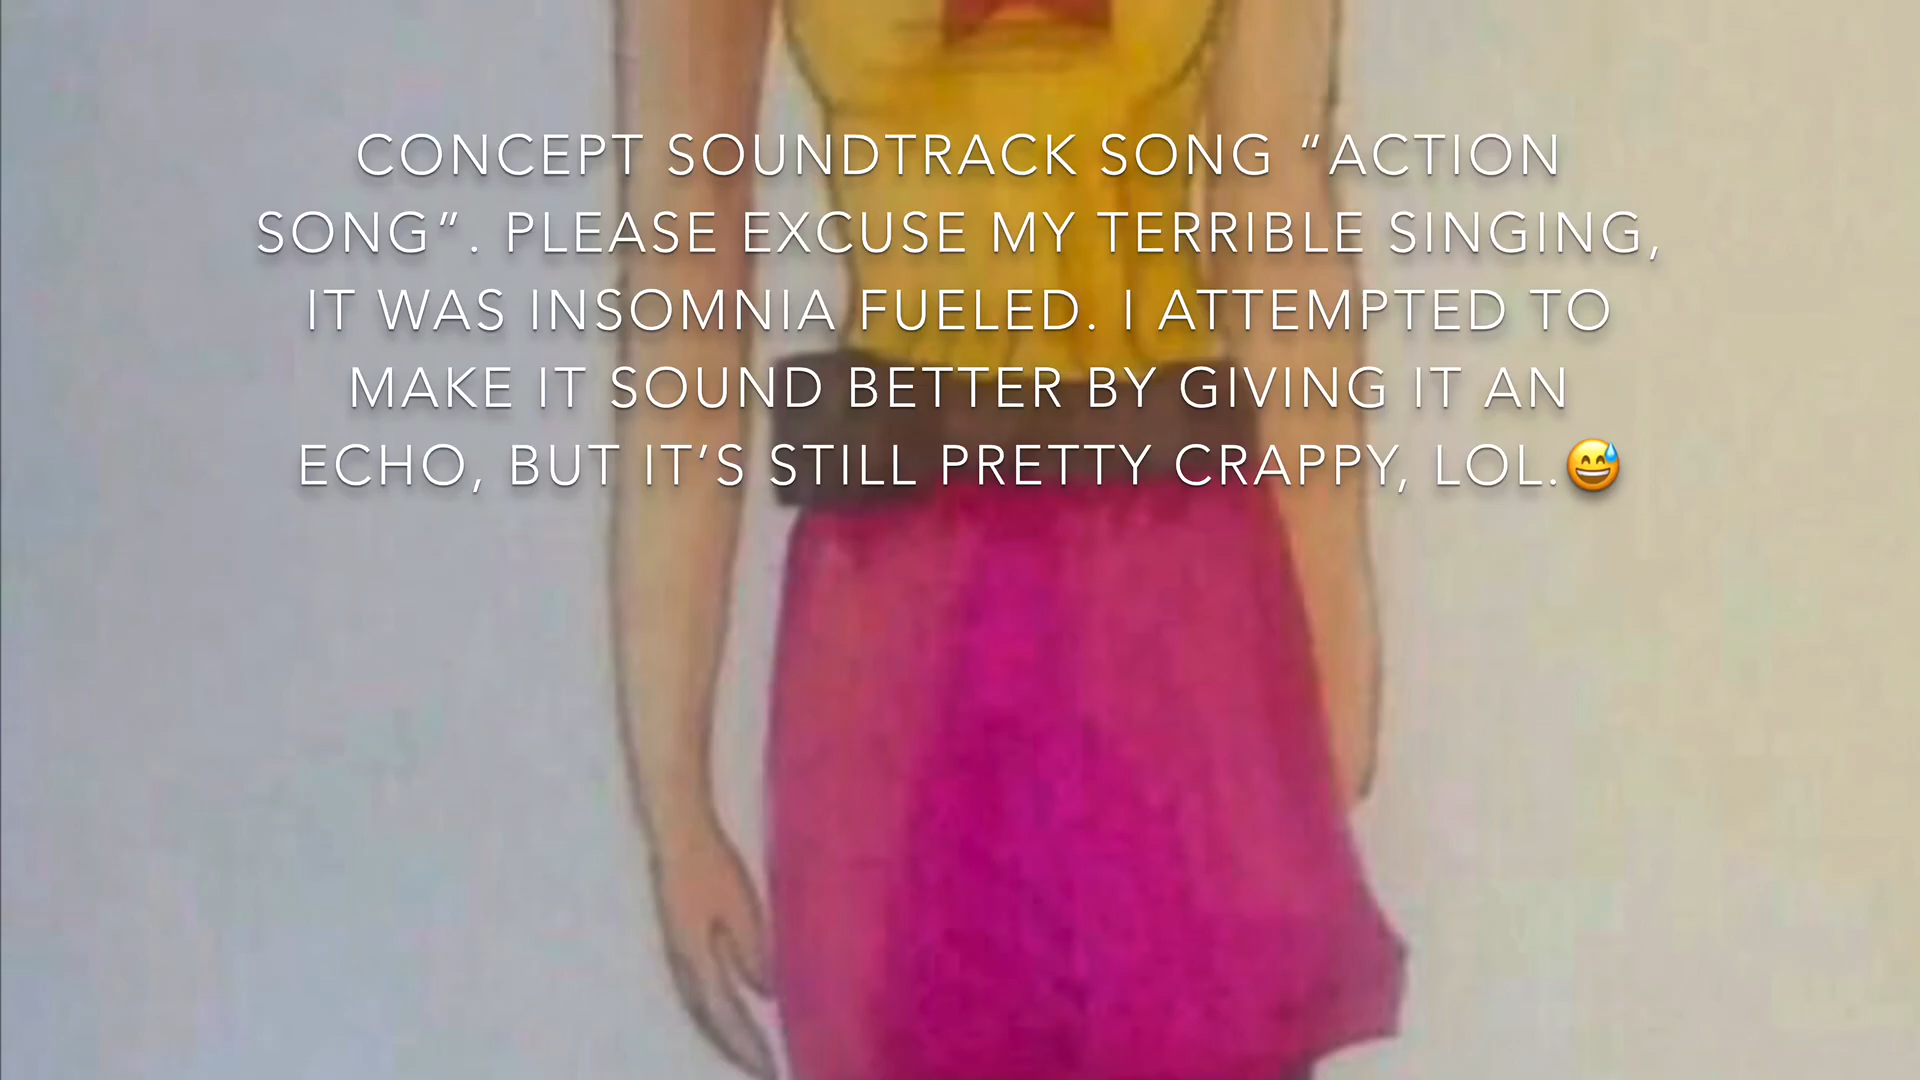 CONCEPT SOUNDTRACK SONG “ACTION
SONG”. PLEASE EXCUSE MY TERRIBLE SINGING,
IT WAS INSOMNIA FUELED. I ATTEMPTED TO
MAKE IT SOUND BETTER BY GIVING IT AN
ECHO, BUT IT’S STILL PRETTY CRAPPY, LOL.😅